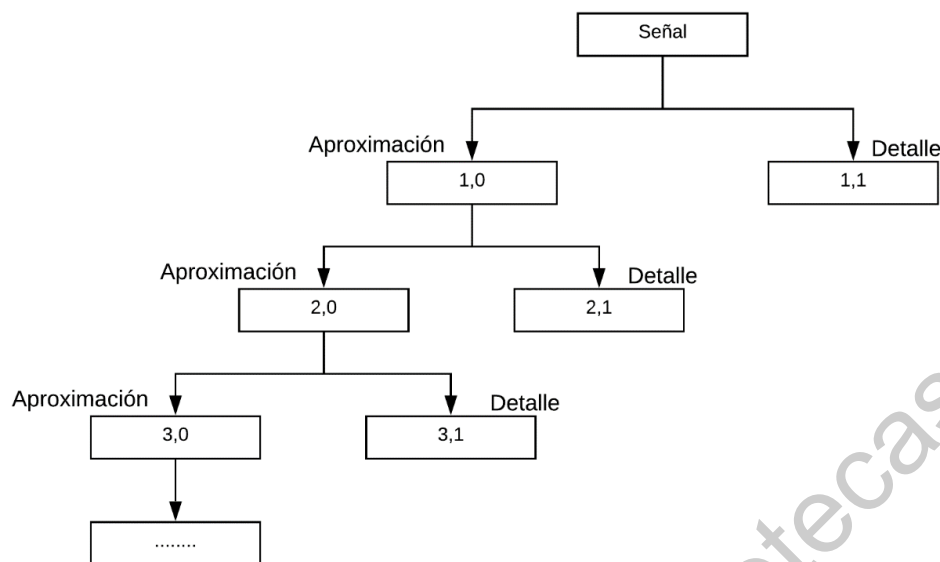 Señal
Aproximación
Detalle
1,0
1,1
Aproximación
Detalle
2,0
2,1
Aproximación
Detalle
3,0
3,1
........